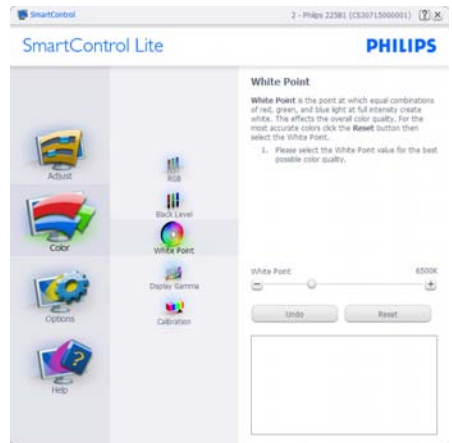 SmartControl
2 - Philips 225B1 (CS30715000001)
SmartControl Lite
PHILIPS
Adjust
Color
Options
Help
RGB
Black Level
White Point
Display Gamma
Calibration
White Point
White Point is the point at which equal combinations
of red, green, and blue light at full intensity create
white. The effects the overall color quality. For the
most accurate colors click the Reset button then
select the White Point.
1. Please select the White Point value for the best
possible color quality.
White Point 6500K
Undo Reset